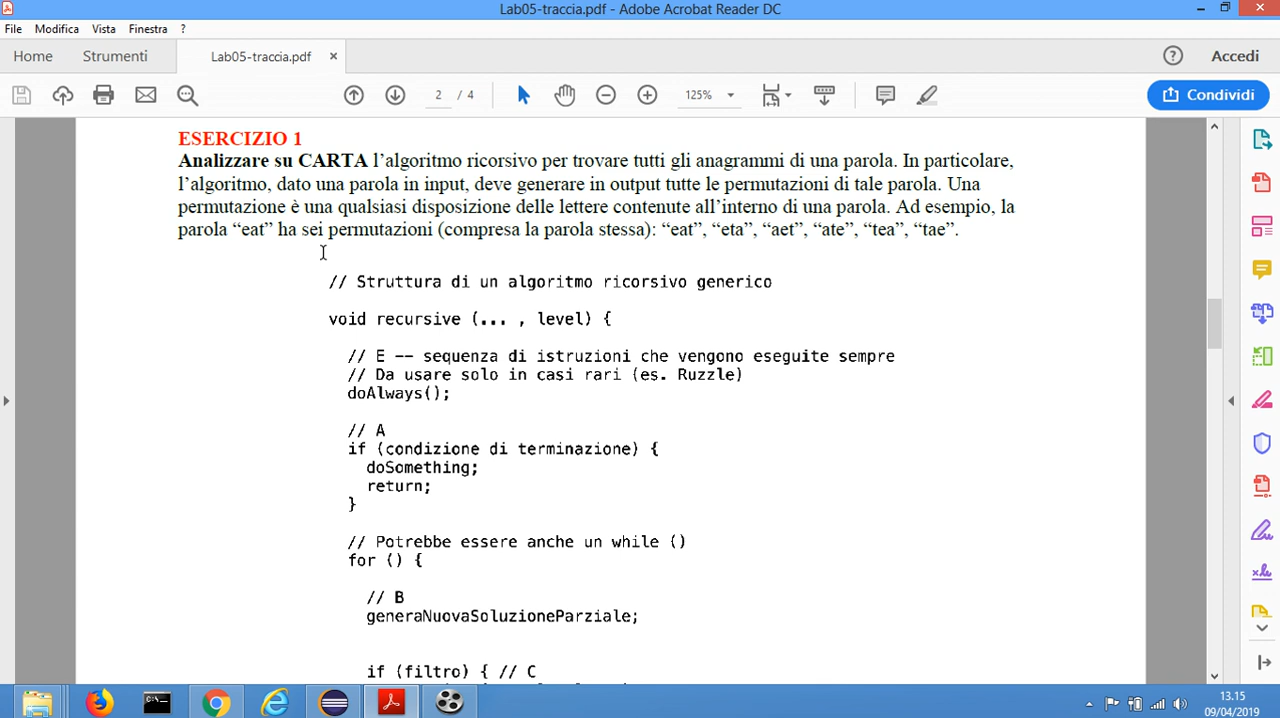 Lab05-traccia.pdf - Adobe Acrobat Reader DC
File Modifica Vista Finestra ?
Home Strumenti Lab05-traccia.pdf × Accedi
2 / 4 125% Condividi
ESERCIZIO 1
Analizzare su CARTA l’algoritmo ricorsivo per trovare tutti gli anagrammi di una parola. In particolare,
l’algoritmo, dato una parola in input, deve generare in output tutte le permutazioni di tale parola. Una
permutazione è una qualsiasi disposizione delle lettere contenute all’interno di una parola. Ad esempio, la
parola “eat” ha sei permutazioni (compresa la parola stessa): “eat”, “eta”, “aet”, “ate”, “tea”, “tae”.
// Struttura di un algoritmo ricorsivo generico
void recursive (... , level) {
// E -- sequenza di istruzioni che vengono eseguite sempre
// Da usare solo in casi rari (es. Ruzzle)
doAlways();
// A
if (condizione di terminazione) {
doSomething;
return;
}
// Potrebbe essere anche un while ()
for () {
// B
generaNuovaSoluzioneParziale;
if (filtro) { // C
13.15
09/04/2019